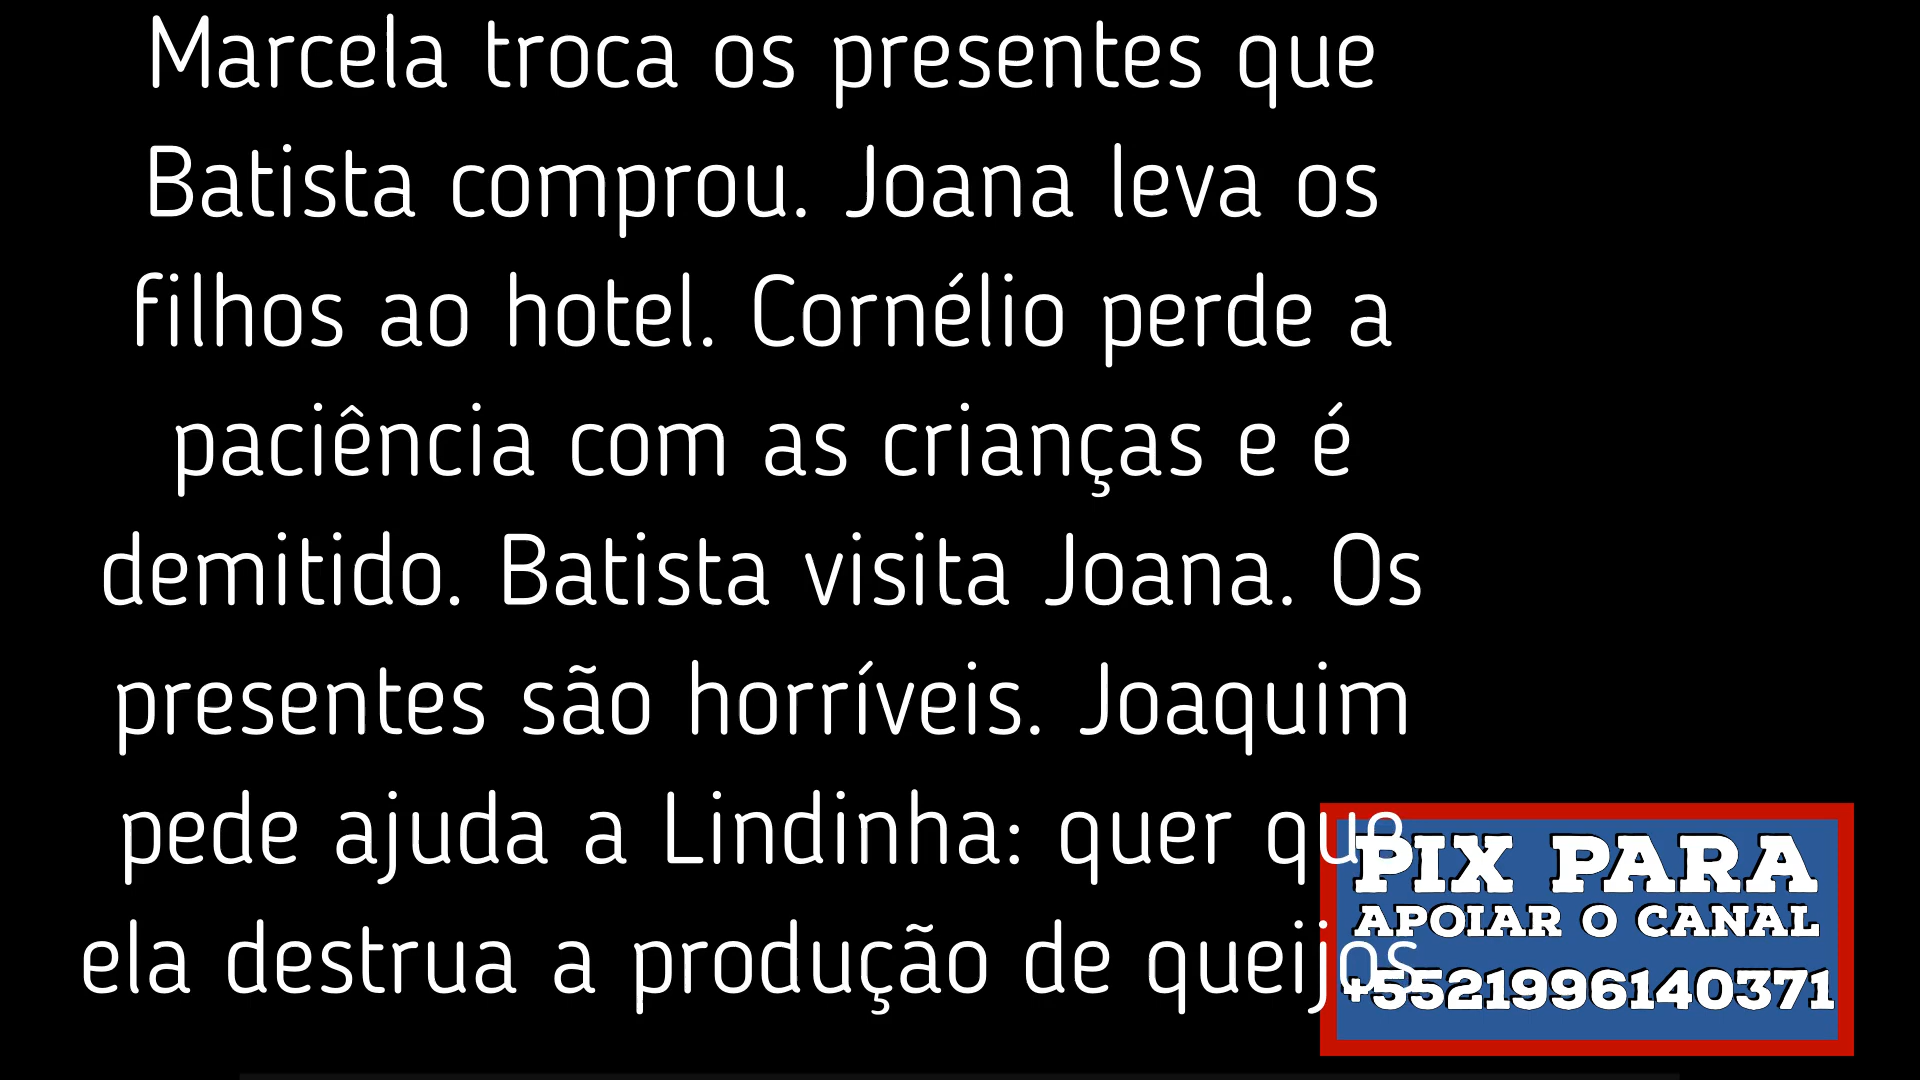 Marcela troca os presentes que
Batista comprou. Joana leva os
filhos ao hotel. Cornélio perde a
paciência com as crianças e é
demitido. Batista visita Joana. Os
presentes são horríveis. Joaquim
pede ajuda a Lindinha: quer que
ela destrua a produção de queijos
PIX PARA
APOIAR O CANAL
+5521996140371